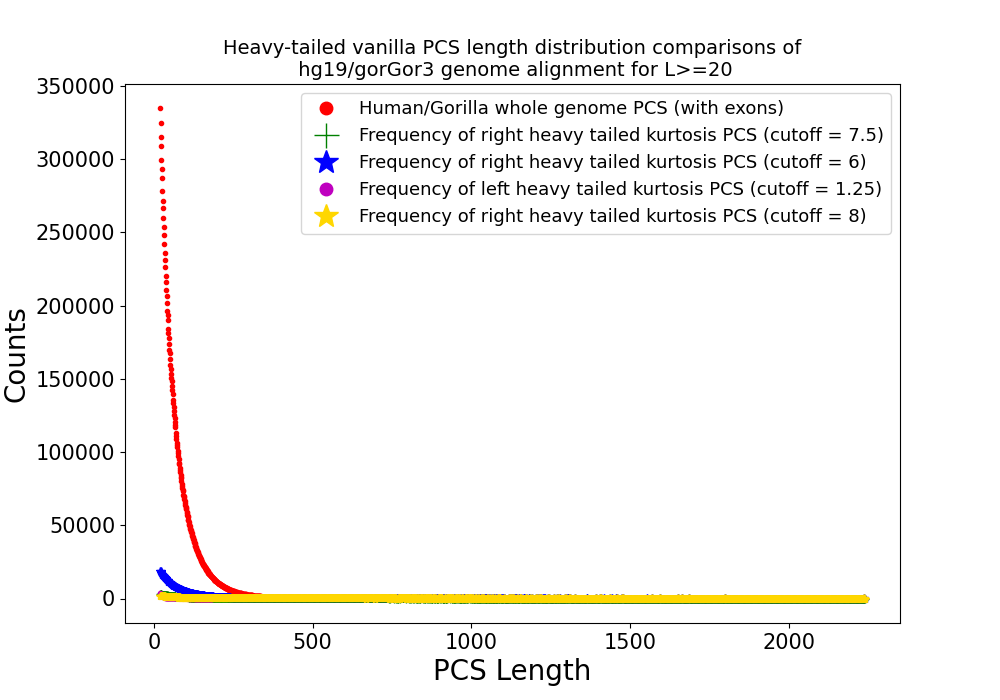 Heavy-tailed vanilla PCS length distribution comparisons of
hg19/gorGor3 genome alignment for L>=20
350000
300000
250000
200000
150000
100000
50000
0
Counts
Human/Gorilla whole genome PCS (with exons)
Frequency of right heavy tailed kurtosis PCS (cutoff = 7.5)
Frequency of right heavy tailed kurtosis PCS (cutoff = 6)
Frequency of left heavy tailed kurtosis PCS (cutoff = 1.25)
Frequency of right heavy tailed kurtosis PCS (cutoff = 8)
0 500 1000 1500 2000
PCS Length